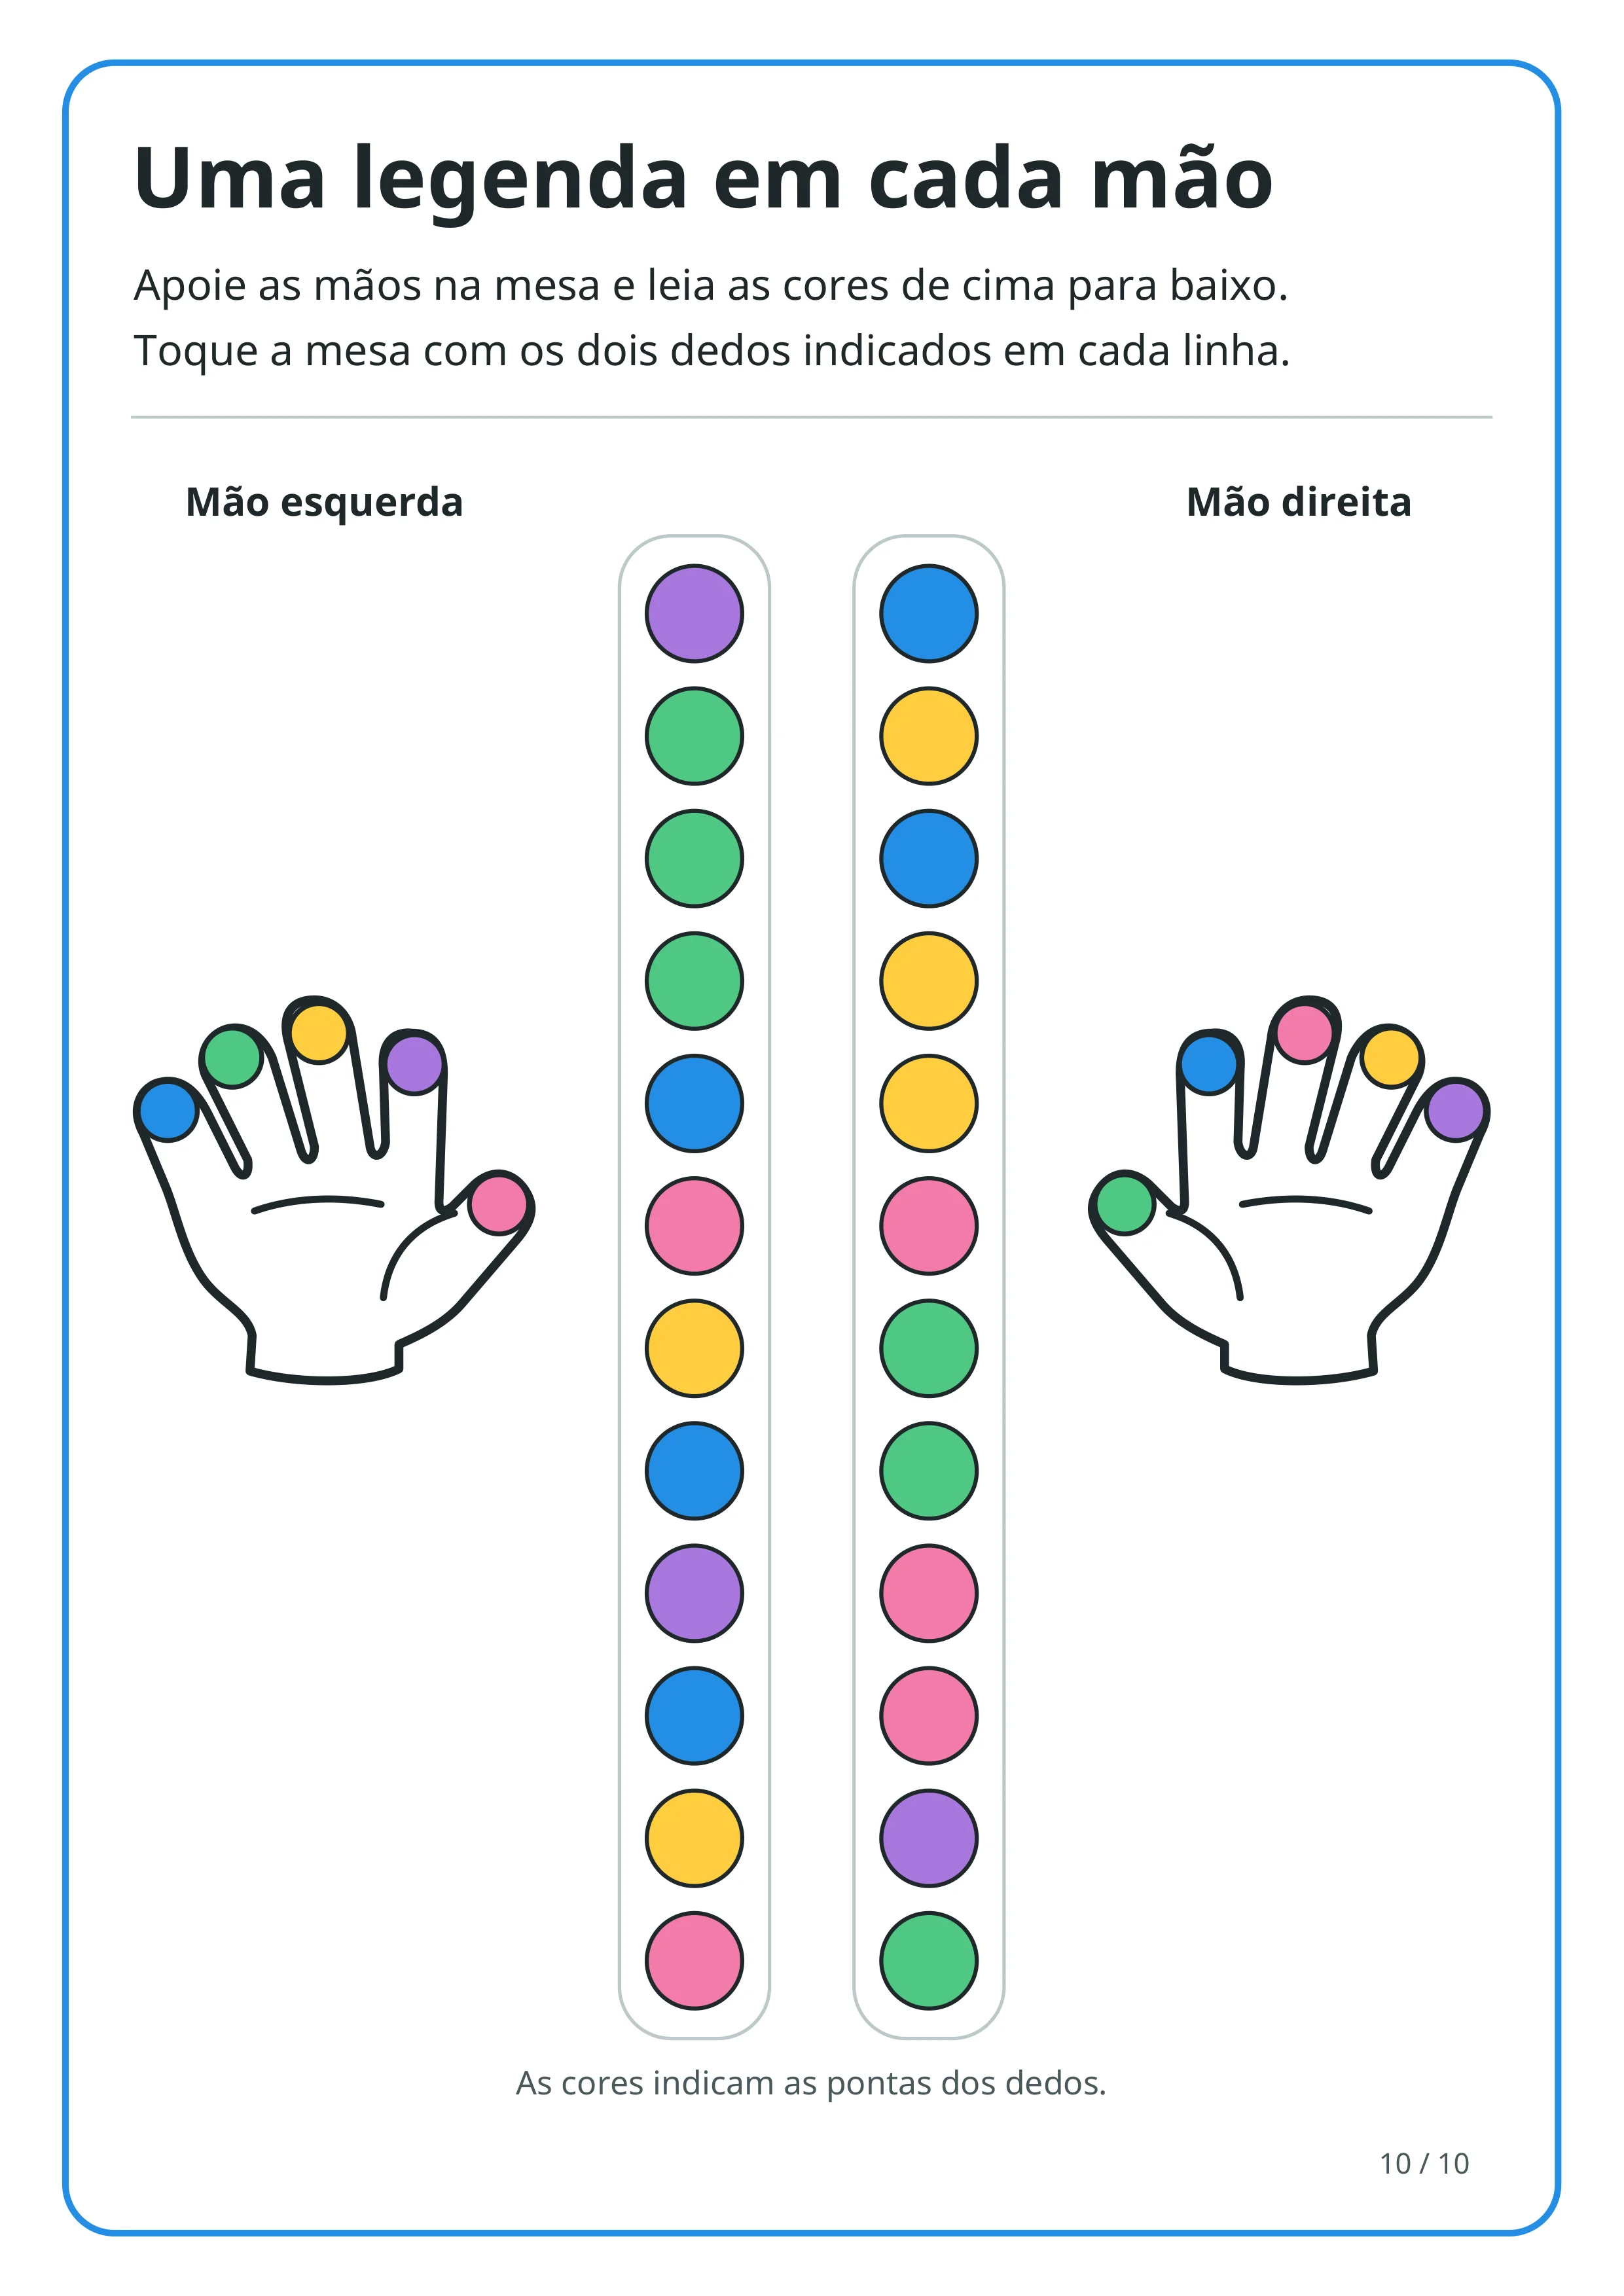 Uma legenda em cada mão
Apoie as mãos na mesa e leia as cores de cima para baixo.
Toque a mesa com os dois dedos indicados em cada linha.
Mão esquerda
Mão direita
As cores indicam as pontas dos dedos.
10 / 10